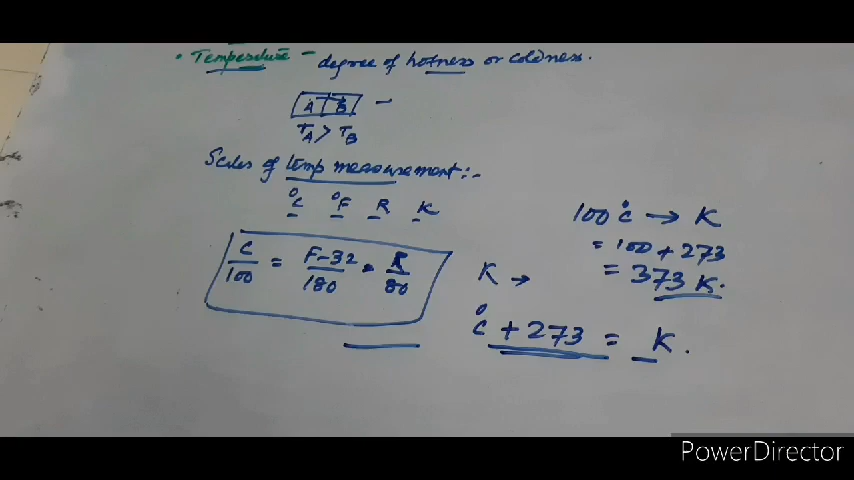 • Temperature - degree of hotness or coldness.
A B -
TA > TB
Scales of temp measurement:-
°C °F R K
C/100 = F-32/180 = R/80
100°C → K
= 100 + 273
= 373 K.
K →
°C + 273 = K.
PowerDirector